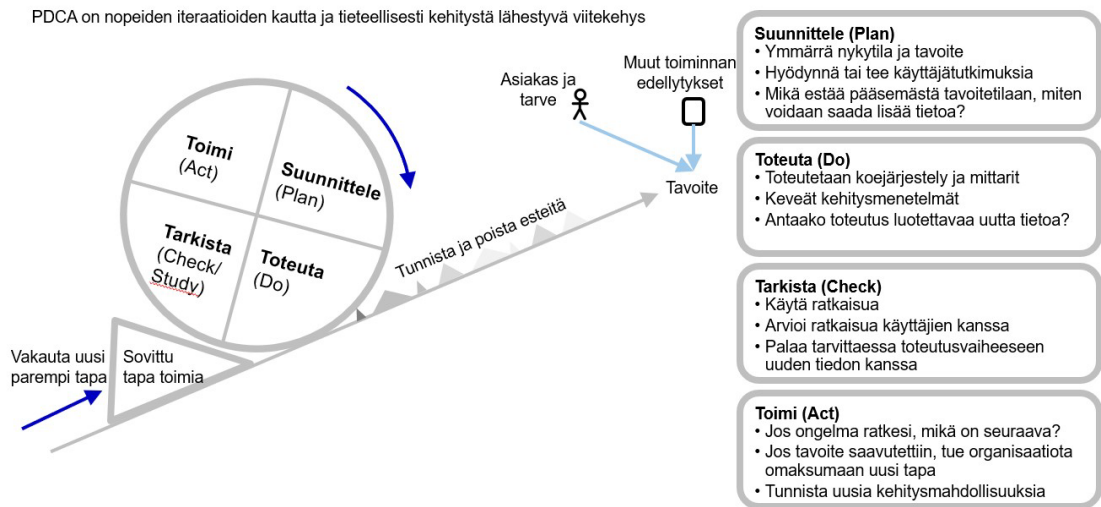 PDCA on nopeiden iteraatioiden kautta ja tieteellisesti kehitystä lähestyvä viitekehys
Toimi
(Act)
Suunnittele
(Plan)
Tarkista
(Check/
Study)
Toteuta
(Do)
Vakauta uusi
parempi tapa
Sovittu
tapa toimia
Tunnista ja poista esteitä
Asiakas ja
tarve
Muut toiminnan
edellytykset
Tavoite
Suunnittele (Plan)
• Ymmärrä nykytila ja tavoite
• Hyödynnä tai tee käyttäjätutkimuksia
• Mikä estää pääsemästä tavoitetilaan, miten
voidaan saada lisää tietoa?
Toteuta (Do)
• Toteutetaan koejärjestely ja mittarit
• Keveät kehitysmenetelmät
• Antaako toteutus luotettavaa uutta tietoa?
Tarkista (Check)
• Käytä ratkaisua
• Arvioi ratkaisua käyttäjien kanssa
• Palaa tarvittaessa toteutusvaiheeseen
uuden tiedon kanssa
Toimi (Act)
• Jos ongelma ratkesi, mikä on seuraava?
• Jos tavoite saavutettiin, tue organisaatiota
omaksumaan uusi tapa
• Tunnista uusia kehitysmahdollisuuksia